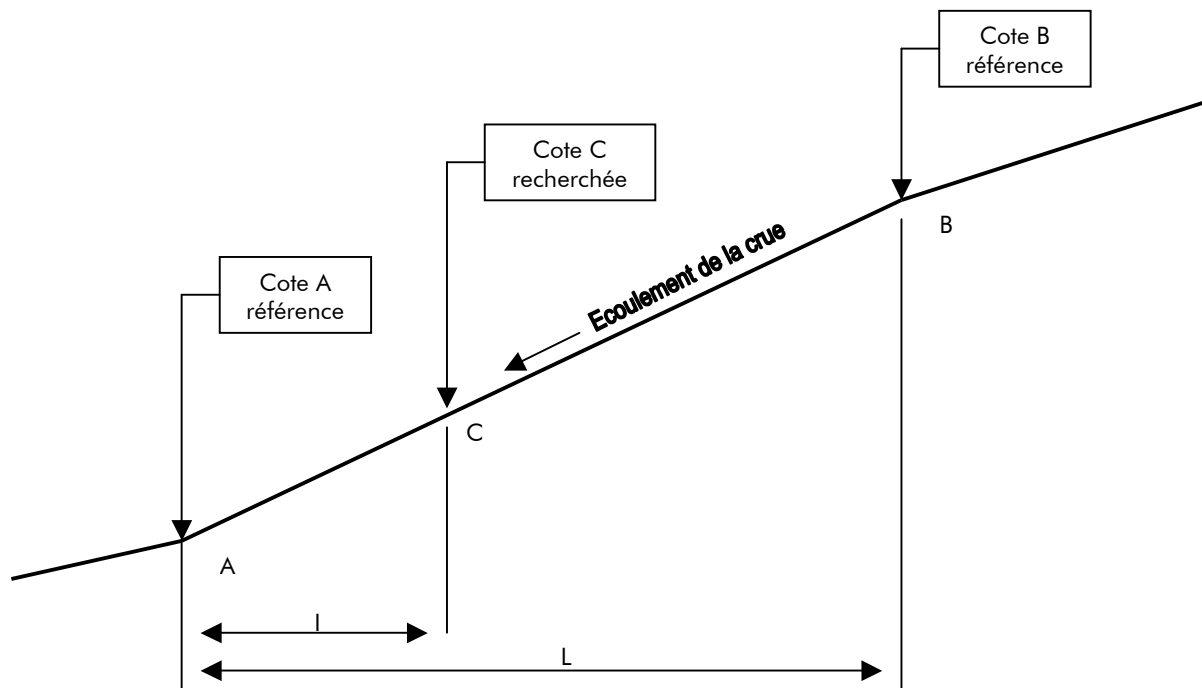 Cote B
référence
Cote C
recherchée
B
Ecoulement de la crue
Cote A
référence
C
A
l
L